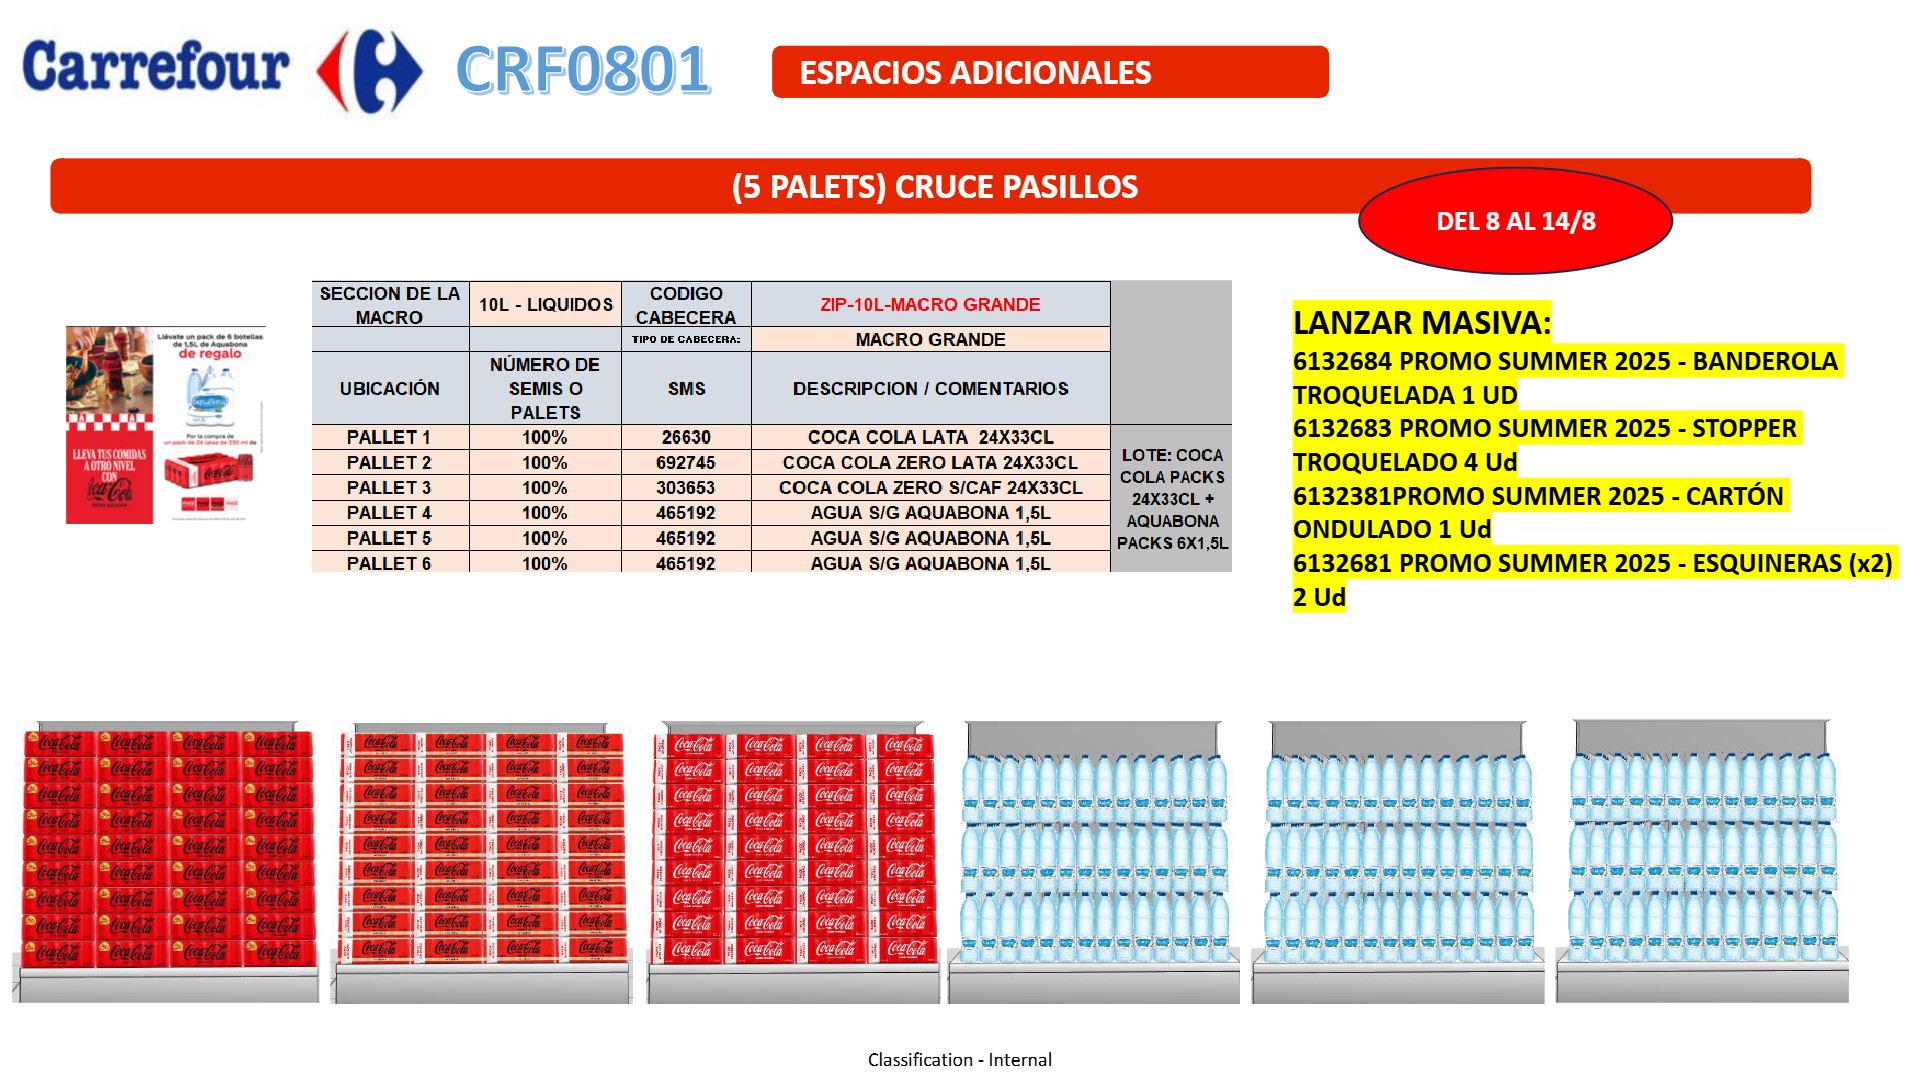 Carrefour
CRF0801
ESPACIOS ADICIONALES
(5 PALETS) CRUCE PASILLOS
DEL 8 AL 14/8
Llévate un pack de 6 botellas
de 1,5L de Aquabona
de regalo
aquaBona
Por la compra de
un pack de 24 latas de 330 ml de
Coca-Cola
LLEVA TUS COMIDAS
A OTRO NIVEL
CON
Coca-Cola
SECCION DE LA MACRO 10L - LIQUIDOS CODIGO CABECERA ZIP-10L-MACRO GRANDE
TIPO DE CABECERA: MACRO GRANDE
UBICACIÓN NÚMERO DE SEMIS O PALETS SMS DESCRIPCION / COMENTARIOS
PALLET 1 100% 26630 COCA COLA LATA 24X33CL
PALLET 2 100% 692745 COCA COLA ZERO LATA 24X33CL
PALLET 3 100% 303653 COCA COLA ZERO S/CAF 24X33CL
PALLET 4 100% 465192 AGUA S/G AQUABONA 1,5L
PALLET 5 100% 465192 AGUA S/G AQUABONA 1,5L
PALLET 6 100% 465192 AGUA S/G AQUABONA 1,5L
LOTE: COCA
COLA PACKS
24X33CL +
AQUABONA
PACKS 6X1,5L
LANZAR MASIVA:
6132684 PROMO SUMMER 2025 - BANDEROLA
TROQUELADA 1 UD
6132683 PROMO SUMMER 2025 - STOPPER
TROQUELADO 4 Ud
6132381PROMO SUMMER 2025 - CARTÓN
ONDULADO 1 Ud
6132681 PROMO SUMMER 2025 - ESQUINERAS (x2)
2 Ud
Classification - Internal